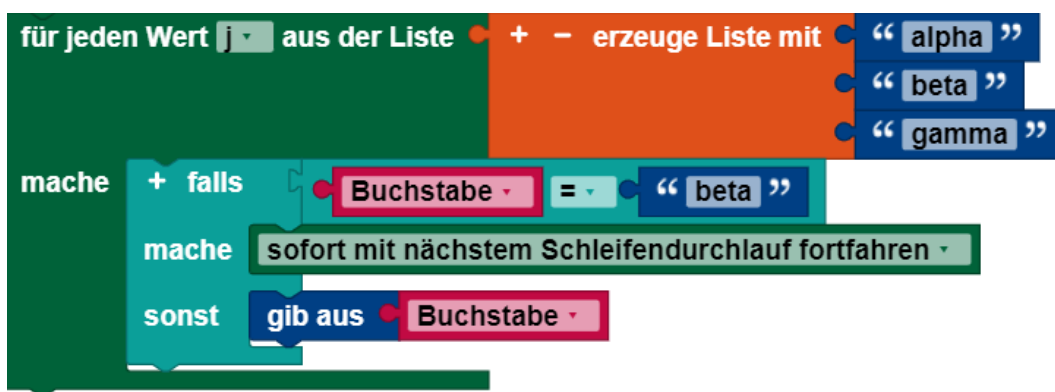 für jeden Wert j aus der Liste + − erzeuge Liste mit “ alpha ”
“ beta ”
“ gamma ”
mache + falls Buchstabe = “ beta ”
mache sofort mit nächstem Schleifendurchlauf fortfahren
sonst gib aus Buchstabe